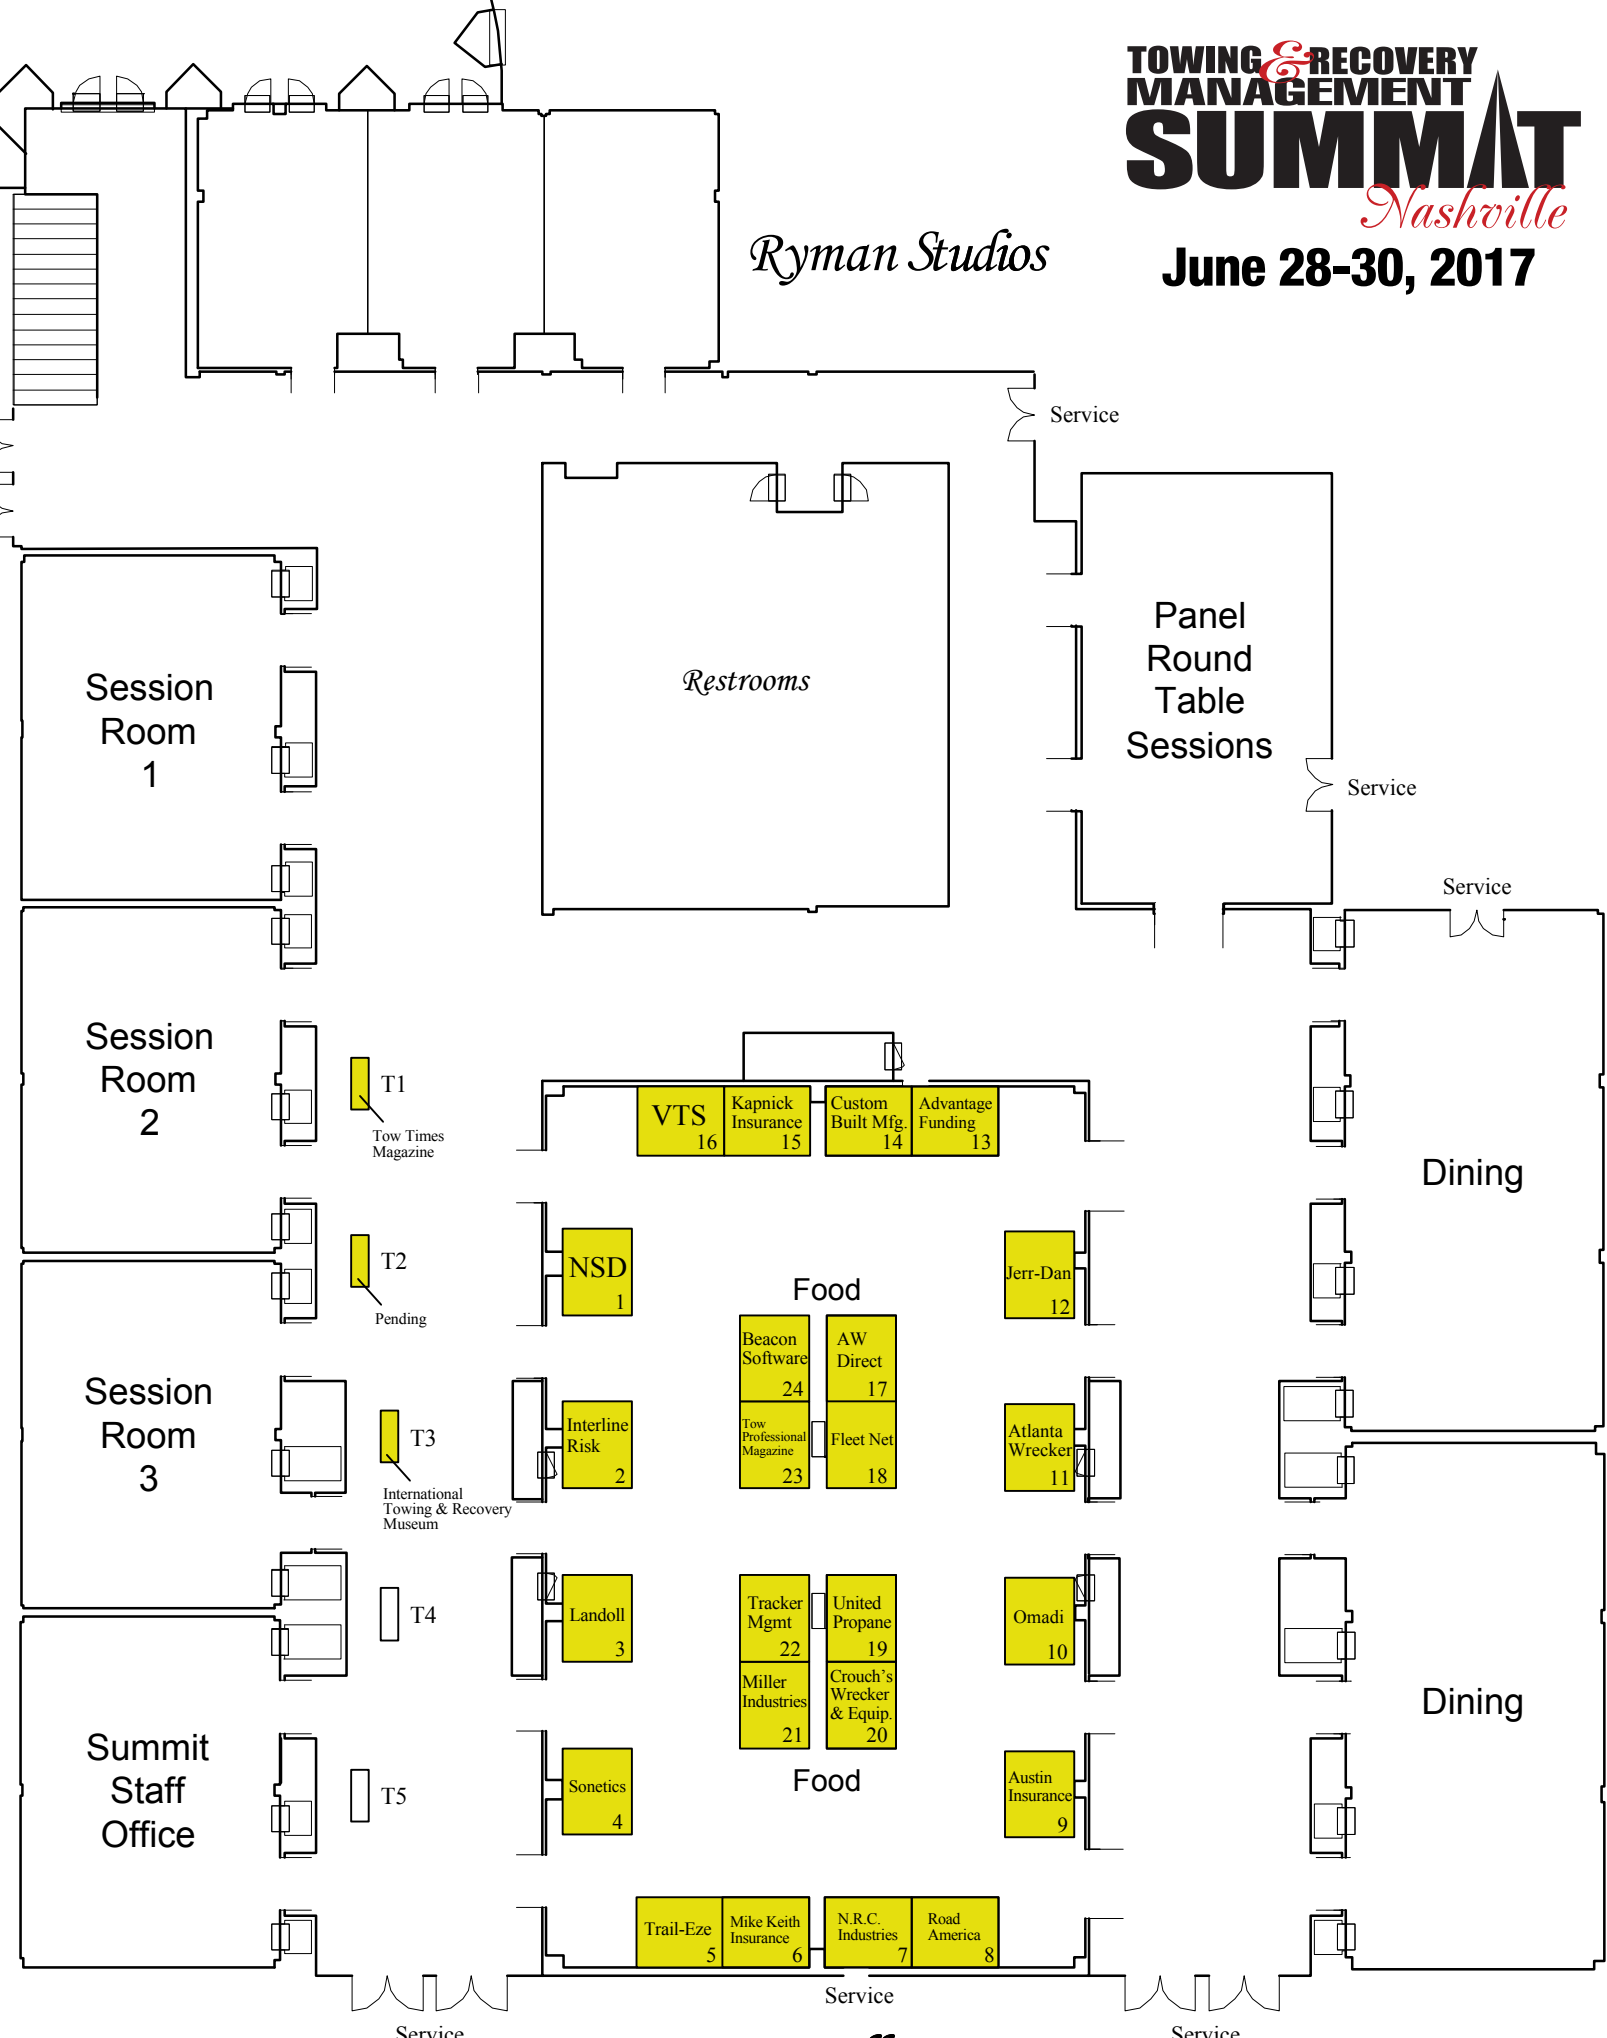 TOWING & RECOVERY
MANAGEMENT
SUMMIT
Nashville
June 28-30, 2017
Ryman Studios
Service
Restrooms
Panel
Round
Table
Sessions
Service
Service
Session
Room
1
Session
Room
2
Session
Room
3
Summit
Staff
Office
T1
Tow Times
Magazine
T2
Pending
T3
International
Towing & Recovery
Museum
T4
T5
VTS
16
Kapnick
Insurance
15
Custom
Built Mfg.
14
Advantage
Funding
13
NSD
1
Interline
Risk
2
Landoll
3
Sonetics
4
Food
Beacon
Software
24
AW
Direct
17
Tow
Professional
Magazine
23
Fleet Net
18
Tracker
Mgmt
22
United
Propane
19
Miller
Industries
21
Crouch's
Wrecker
& Equip.
20
Food
Jerr-Dan
12
Atlanta
Wrecker
11
Omadi
10
Austin
Insurance
9
Trail-Eze
5
Mike Keith
Insurance
6
N.R.C.
Industries
7
Road
America
8
Dining
Dining
Service
Service
Service